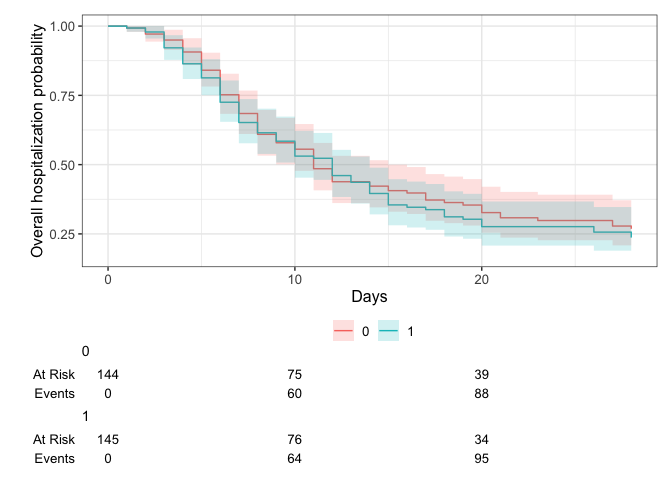 Overall hospitalization probability
1.00
0.75
0.50
0.25
0 10 20
Days
0 1
0
At Risk 144 75 39
Events 0 60 88
1
At Risk 145 76 34
Events 0 64 95